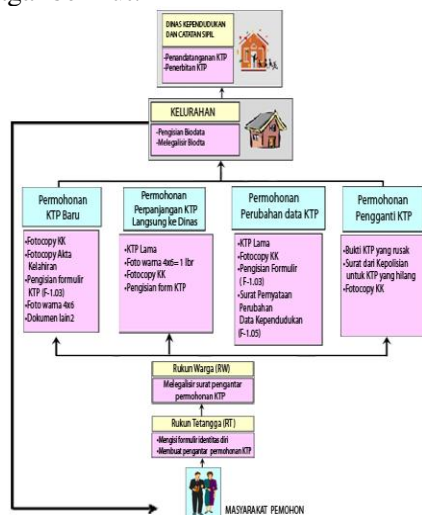 DINAS KEPENDUDUKAN
DAN CATATAN SIPIL
-Penandatanganan KTP
-Penerbitan KTP
KELURAHAN
-Pengisian Biodata
-Melegalisir Biodta
Permohonan
KTP Baru
•Fotocopy KK
•Fotocopy Akta
Kelahiran
•Pengisian formulir
KTP (F-1.03)
•Foto warna 4x6
•Dokumen lain2
Permohonan
Perpanjangan KTP
Langsung ke Dinas
•KTP Lama
•Foto warna 4x6= 1 lbr
•Fotocopy KK
•Pengisian form KTP
Permohonan
Perubahan data KTP
•KTP Lama
•Fotocopy KK
•Pengisian Formulir
( F-1.03)
•Surat Pernyataan
Perubahan
Data Kependudukan
(F-1.05)
Permohonan
Pengganti KTP
•Bukti KTP yang rusak
•Surat dari Kepolisian
untuk KTP yang hilang
•Fotocopy KK
Rukun Warga (RW)
Melegalisir surat pengantar
permohonan KTP
Rukun Tetangga (RT)
•Mengisi formulir identitas diri
•Membuat pengantar permohonan KTP
MASYARAKAT PEMOHON